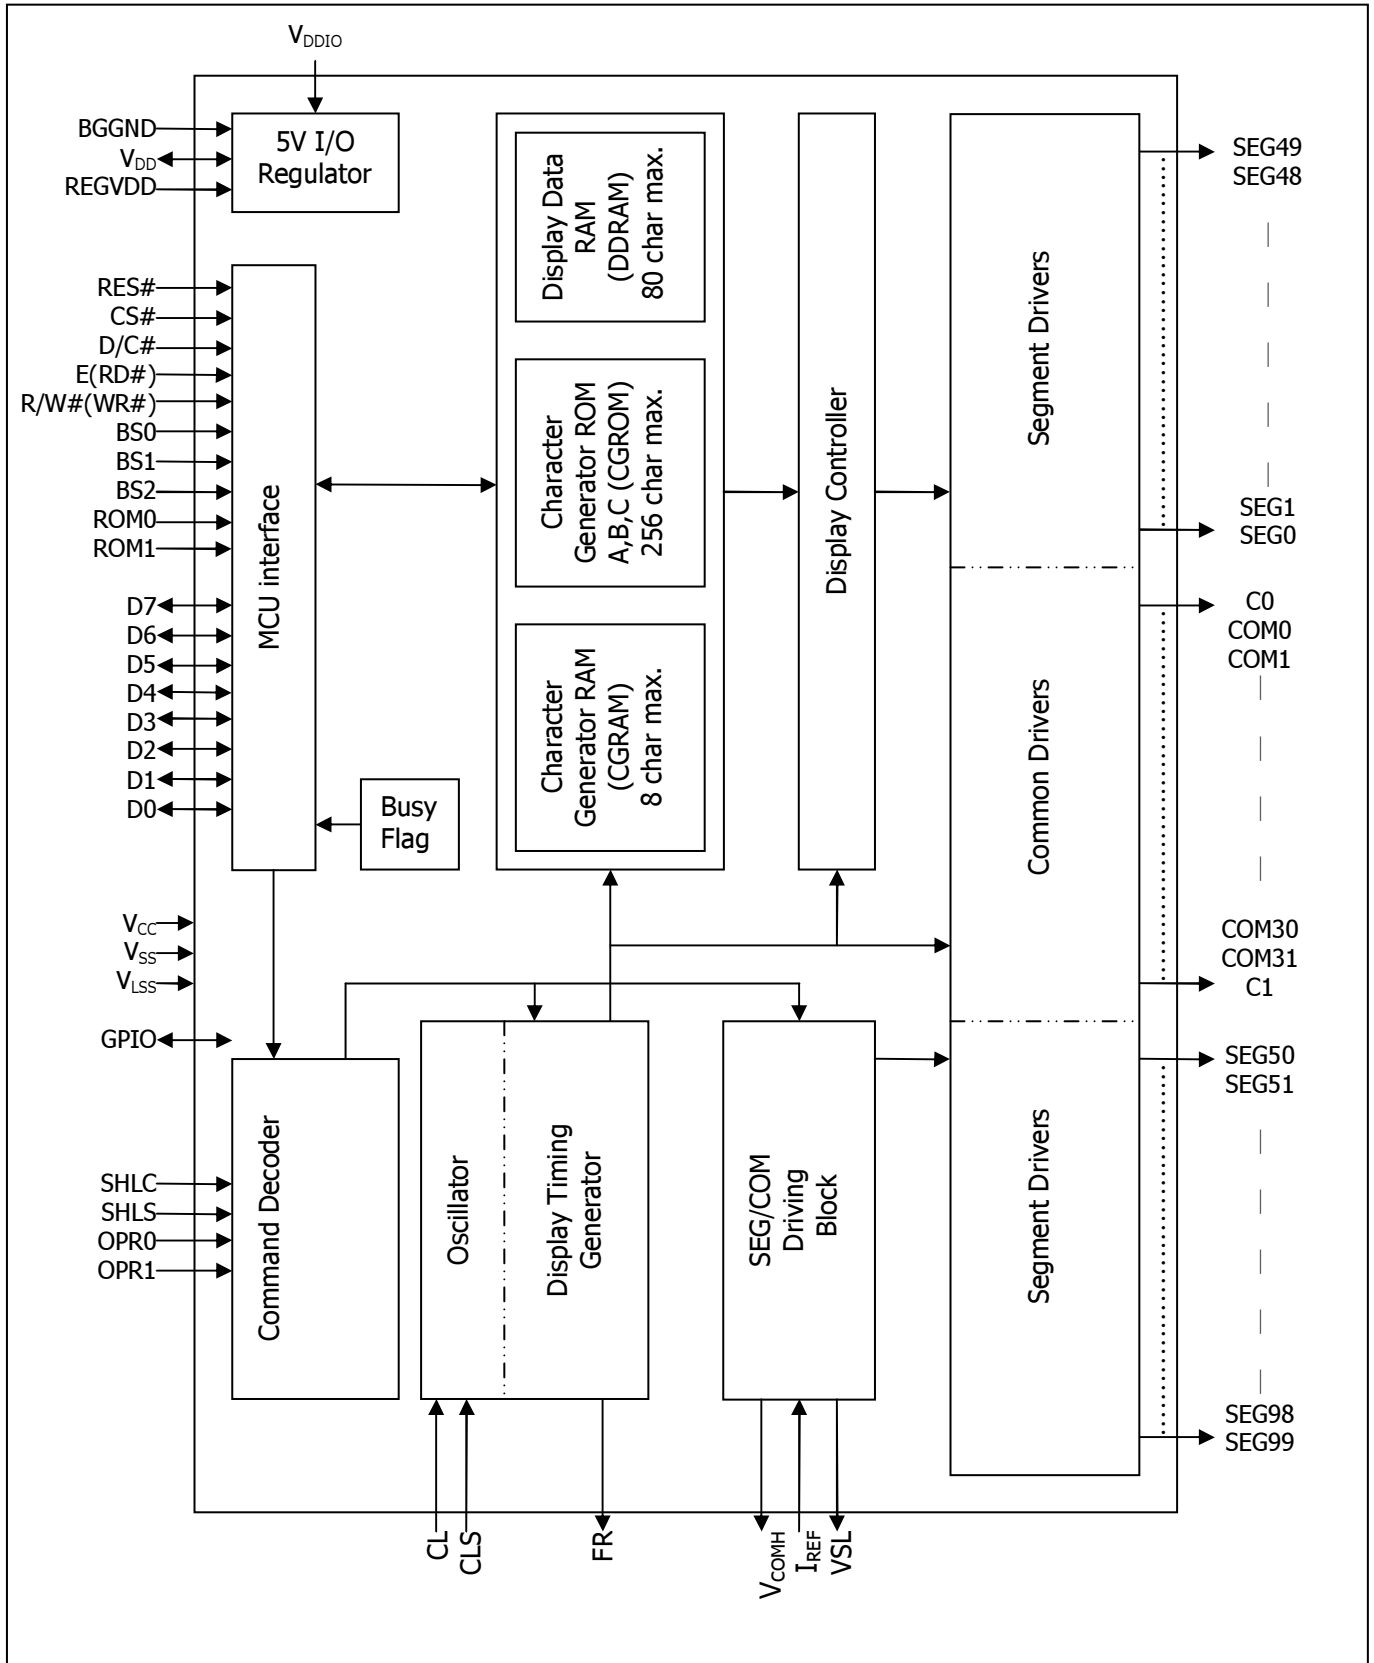 VDDIO
BGGND
VDD
REGVDD
5V I/O
Regulator
RES#
CS#
D/C#
E(RD#)
R/W#(WR#)
BS0
BS1
BS2
ROM0
ROM1
D7
D6
D5
D4
D3
D2
D1
D0
MCU interface
Busy
Flag
Display Data
RAM
(DDRAM)
80 char max.
Character
Generator ROM
A,B,C (CGROM)
256 char max.
Character
Generator RAM
(CGRAM)
8 char max.
Display Controller
Segment Drivers
Common Drivers
Segment Drivers
SEG49
SEG48
SEG1
SEG0
C0
COM0
COM1
COM30
COM31
C1
SEG50
SEG51
SEG98
SEG99
VCC
VSS
VLSS
GPIO
SHLC
SHLS
OPR0
OPR1
Command Decoder
Oscillator
Display Timing
Generator
SEG/COM
Driving
Block
CL
CLS
FR
VCOMH
IREF
VSL